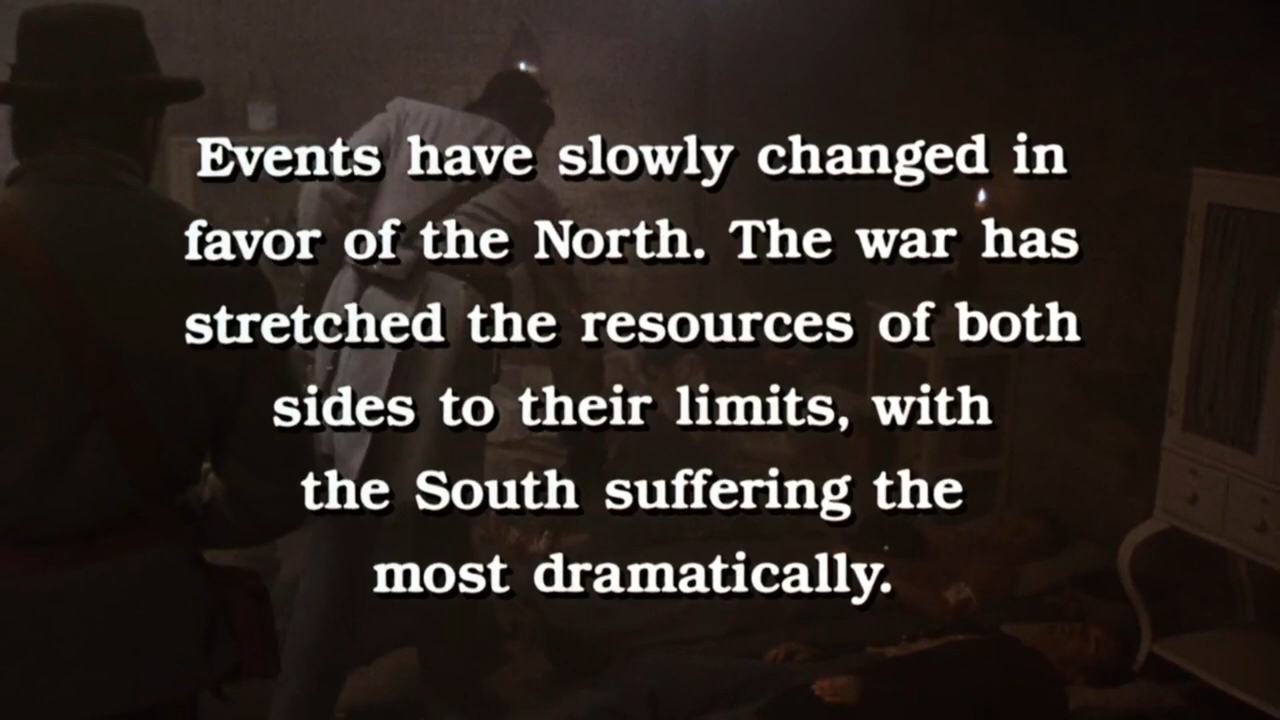 Events have slowly changed in
favor of the North. The war has
stretched the resources of both
sides to their limits, with
the South suffering the
most dramatically.